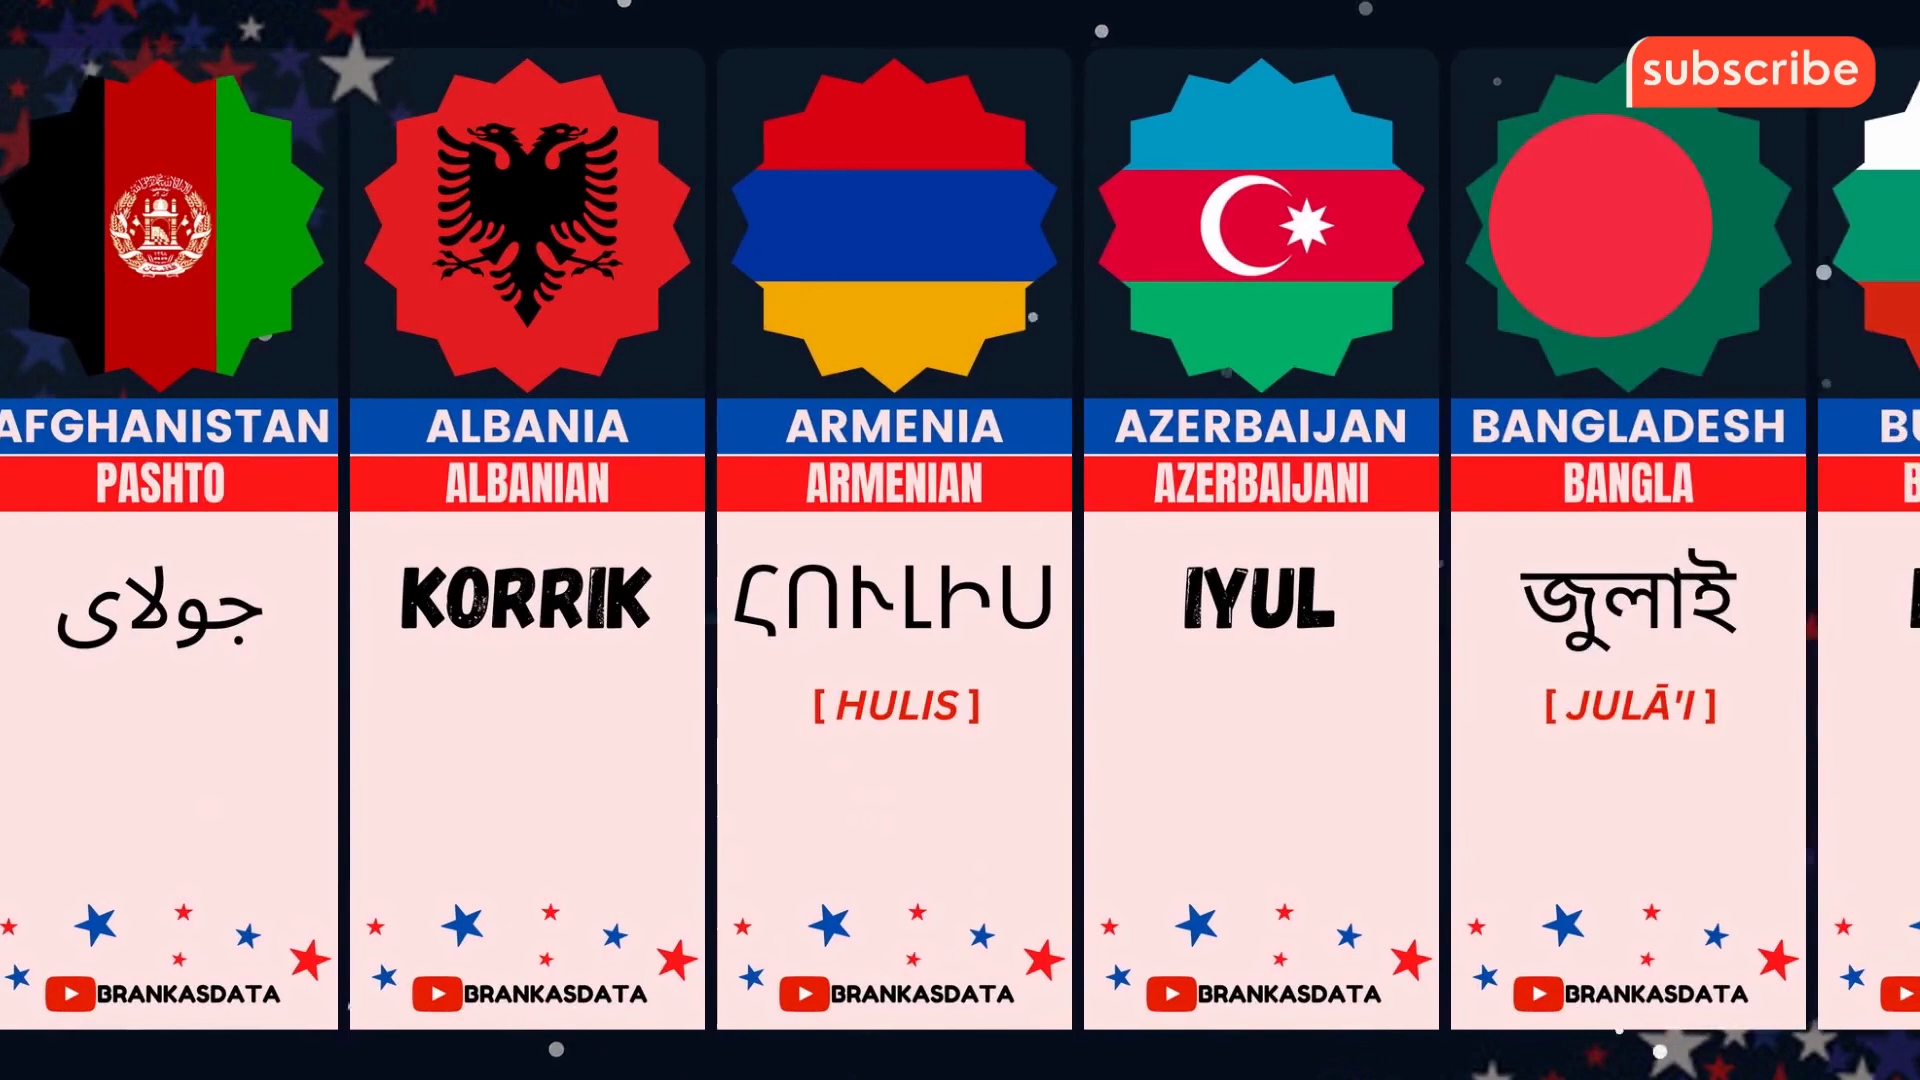 subscribe
AFGHANISTAN
PASHTO
جولای
BRANKASDATA
ALBANIA
ALBANIAN
KORRIK
BRANKASDATA
ARMENIA
ARMENIAN
ՀՈՒԼԻՍ
[ HULIS ]
BRANKASDATA
AZERBAIJAN
AZERBAIJANI
IYUL
BRANKASDATA
BANGLADESH
BANGLA
জুলাই
[ JULĀ'I ]
BRANKASDATA